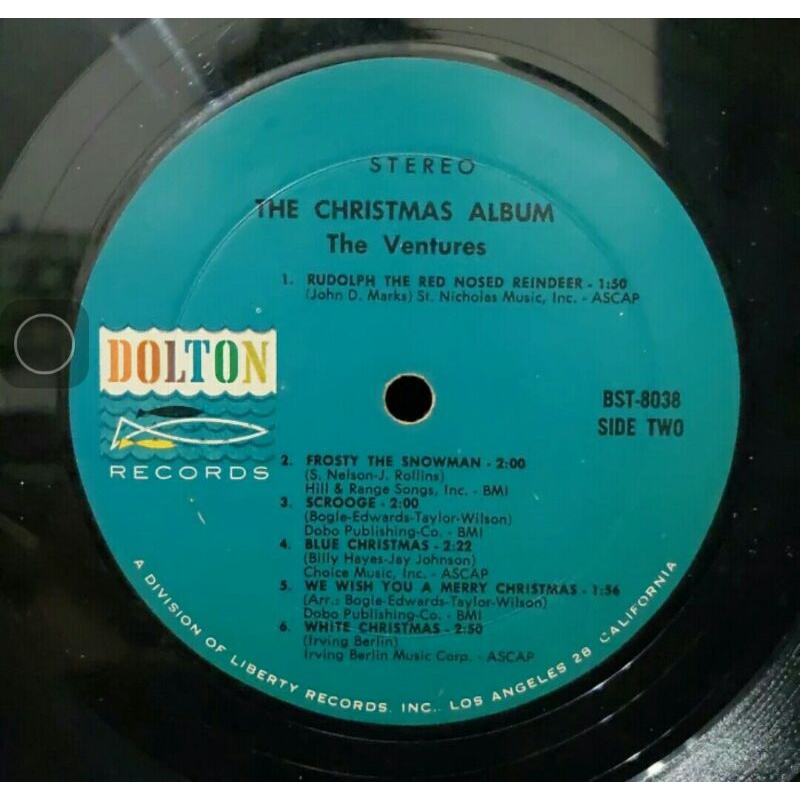 STEREO
THE CHRISTMAS ALBUM
The Ventures
1. RUDOLPH THE RED NOSED REINDEER - 1:50
(John D. Marks) St. Nicholas Music, Inc. - ASCAP
DOLTON
RECORDS
BST-8038
SIDE TWO
2. FROSTY THE SNOWMAN - 2:00
(S. Nelson-J. Rollins)
Hill & Range Songs, Inc. - BMI
3. SCROOGE - 2:00
(Bogle-Edwards-Taylor-Wilson)
Dobo Publishing-Co. - BMI
4. BLUE CHRISTMAS - 2:22
(Billy Hayes-Jay Johnson)
Choice Music, Inc. - ASCAP
5. WE WISH YOU A MERRY CHRISTMAS - 1:56
(Arr.: Bogle-Edwards-Taylor-Wilson)
Dobo Publishing-Co. - BMI
6. WHITE CHRISTMAS - 2:50
(Irving Berlin)
Irving Berlin Music Corp. - ASCAP
A DIVISION OF LIBERTY RECORDS, INC., LOS ANGELES 28 CALIFORNIA